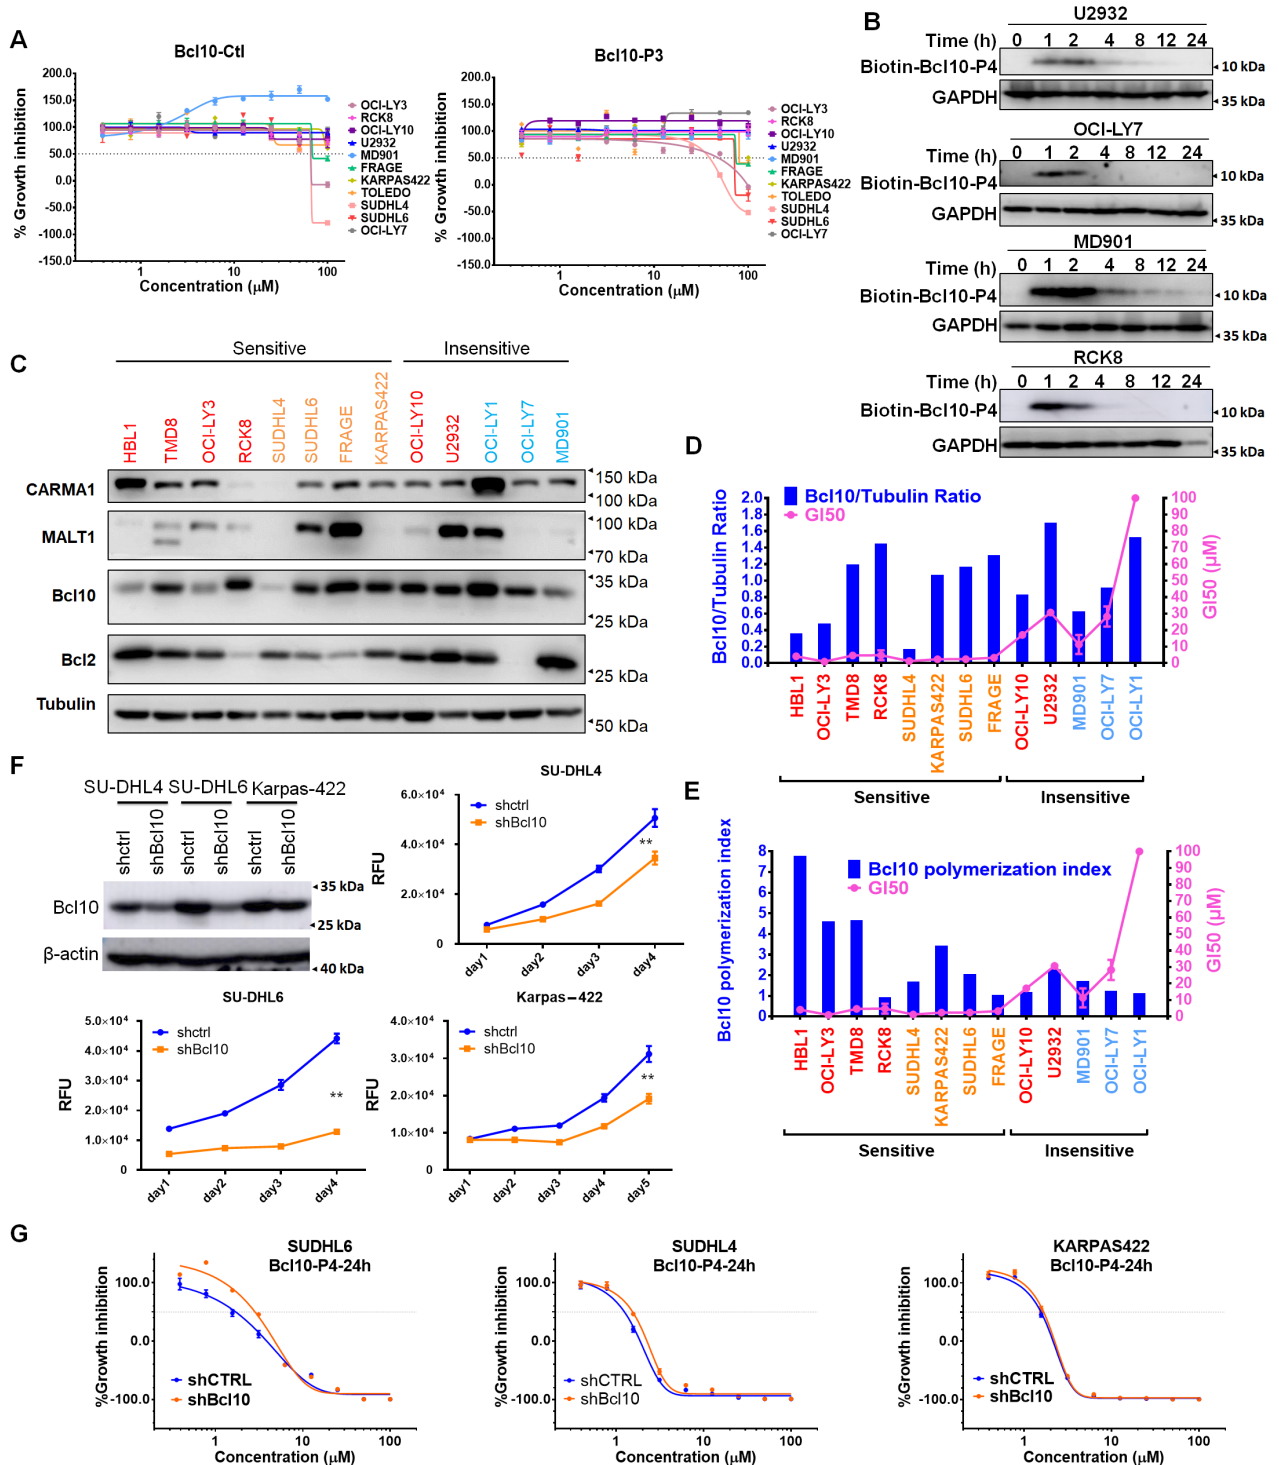 A
Bcl10-Ctl
% Growth inhibition
200.0
150.0
100.0
50.0
0.0
-50.0
-100.0
-150.0
1 10 100
Concentration (μM)
OCI-LY3
RCK8
OCI-LY10
U2932
MD901
FRAGE
KARPAS422
TOLEDO
SUDHL4
SUDHL6
OCI-LY7
Bcl10-P3
% Growth inhibition
200.0
150.0
100.0
50.0
0.0
-50.0
-100.0
-150.0
1 10 100
Concentration (μM)
OCI-LY3
RCK8
OCI-LY10
U2932
MD901
FRAGE
KARPAS422
TOLEDO
SUDHL4
SUDHL6
OCI-LY7
B
U2932
Time (h) 0 1 2 4 8 12 24
Biotin-Bcl10-P4 10 kDa
GAPDH 35 kDa
OCI-LY7
Time (h) 0 1 2 4 8 12 24
Biotin-Bcl10-P4 10 kDa
GAPDH 35 kDa
MD901
Time (h) 0 1 2 4 8 12 24
Biotin-Bcl10-P4 10 kDa
GAPDH 35 kDa
RCK8
Time (h) 0 1 2 4 8 12 24
Biotin-Bcl10-P4 10 kDa
GAPDH 35 kDa
C
Sensitive Insensitive
HBL1 TMD8 OCI-LY3 RCK8 SUDHL4 SUDHL6 FRAGE KARPAS422 OCI-LY10 U2932 OCI-LY1 OCI-LY7 MD901
CARMA1 150 kDa
100 kDa
MALT1 100 kDa
70 kDa
Bcl10 35 kDa
25 kDa
Bcl2
25 kDa
Tubulin
50 kDa
D
Bcl10/Tubulin Ratio
GI50
Bcl10/Tubulin Ratio
2.0
1.8
1.6
1.4
1.2
1.0
0.8
0.6
0.4
0.2
0.0
GI50 (μM)
100
90
80
70
60
50
40
30
20
10
0
HBL1 OCI-LY3 TMD8 RCK8 SUDHL4 KARPAS422 SUDHL6 FRAGE OCI-LY10 U2932 MD901 OCI-LY7 OCI-LY1
Sensitive Insensitive
E
Bcl10 polymerization index
GI50
Bcl10 polymerization index
8
7
6
5
4
3
2
1
0
GI50 (μM)
100
90
80
70
60
50
40
30
20
10
0
HBL1 OCI-LY3 TMD8 RCK8 SUDHL4 KARPAS422 SUDHL6 FRAGE OCI-LY10 U2932 MD901 OCI-LY7 OCI-LY1
Sensitive Insensitive
F
SU-DHL4 SU-DHL6 Karpas-422
shctrl shBcl10 shctrl shBcl10 shctrl shBcl10
Bcl10 35 kDa
25 kDa
β-actin
40 kDa
SU-DHL4
RFU
6.0×10⁴
4.0×10⁴
2.0×10⁴
0
shctrl
shBcl10
**
day1 day2 day3 day4
SU-DHL6
RFU
5.0×10⁴
4.0×10⁴
3.0×10⁴
2.0×10⁴
1.0×10⁴
0
shctrl
shBcl10
**
day1 day2 day3 day4
Karpas–422
RFU
4.0×10⁴
3.0×10⁴
2.0×10⁴
1.0×10⁴
0
shctrl
shBcl10
**
day1 day2 day3 day4 day5
G
SUDHL6
Bcl10-P4-24h
%Growth inhibition
100.0
0.0
-100.0
shCTRL
shBcl10
1 10 100
Concentration (μM)
SUDHL4
Bcl10-P4-24h
%Growth inhibition
100.0
0.0
-100.0
shCTRL
shBcl10
1 10 100
Concentration (μM)
KARPAS422
Bcl10-P4-24h
%Growth inhibition
100.0
0.0
-100.0
shCTRL
shBcl10
1 10 100
Concentration (μM)